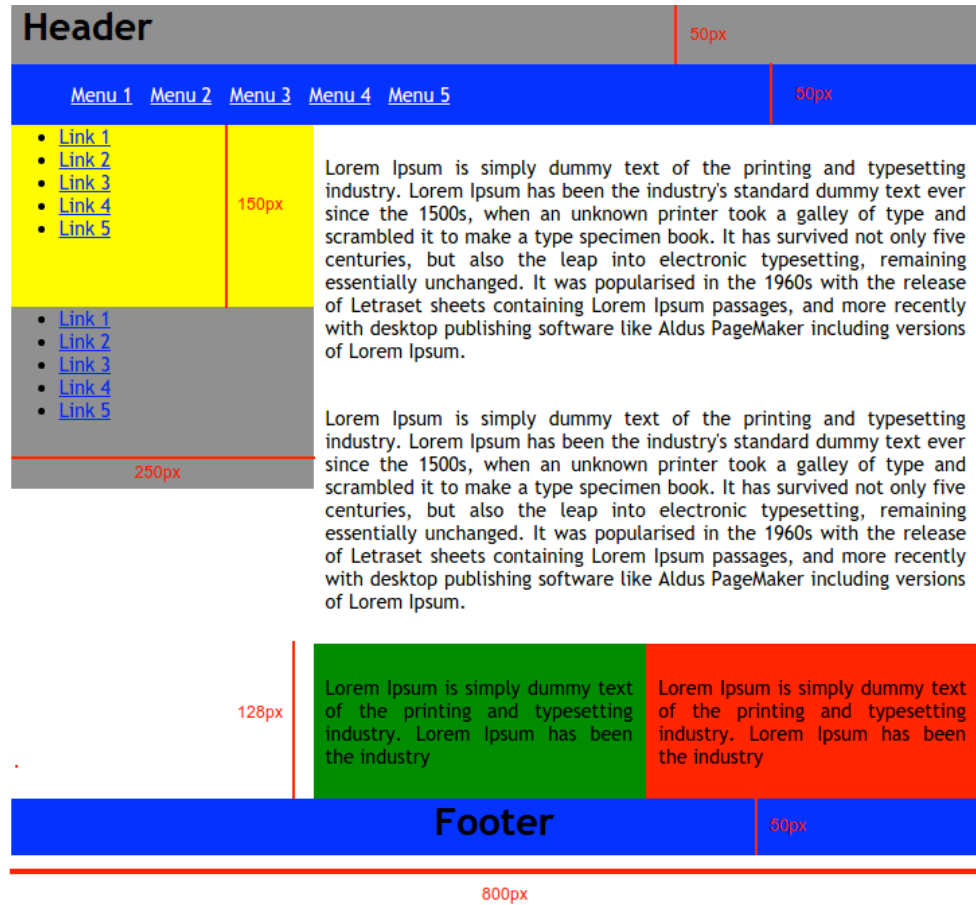 Header
50px
Menu 1 Menu 2 Menu 3 Menu 4 Menu 5
50px
Link 1
Link 2
Link 3
Link 4
Link 5
150px
Link 1
Link 2
Link 3
Link 4
Link 5
250px
Lorem Ipsum is simply dummy text of the printing and typesetting
industry. Lorem Ipsum has been the industry's standard dummy text ever
since the 1500s, when an unknown printer took a galley of type and
scrambled it to make a type specimen book. It has survived not only five
centuries, but also the leap into electronic typesetting, remaining
essentially unchanged. It was popularised in the 1960s with the release
of Letraset sheets containing Lorem Ipsum passages, and more recently
with desktop publishing software like Aldus PageMaker including versions
of Lorem Ipsum.
Lorem Ipsum is simply dummy text of the printing and typesetting
industry. Lorem Ipsum has been the industry's standard dummy text ever
since the 1500s, when an unknown printer took a galley of type and
scrambled it to make a type specimen book. It has survived not only five
centuries, but also the leap into electronic typesetting, remaining
essentially unchanged. It was popularised in the 1960s with the release
of Letraset sheets containing Lorem Ipsum passages, and more recently
with desktop publishing software like Aldus PageMaker including versions
of Lorem Ipsum.
128px
Lorem Ipsum is simply dummy text
of the printing and typesetting
industry. Lorem Ipsum has been
the industry
Lorem Ipsum is simply dummy text
of the printing and typesetting
industry. Lorem Ipsum has been
the industry
Footer
50px
800px